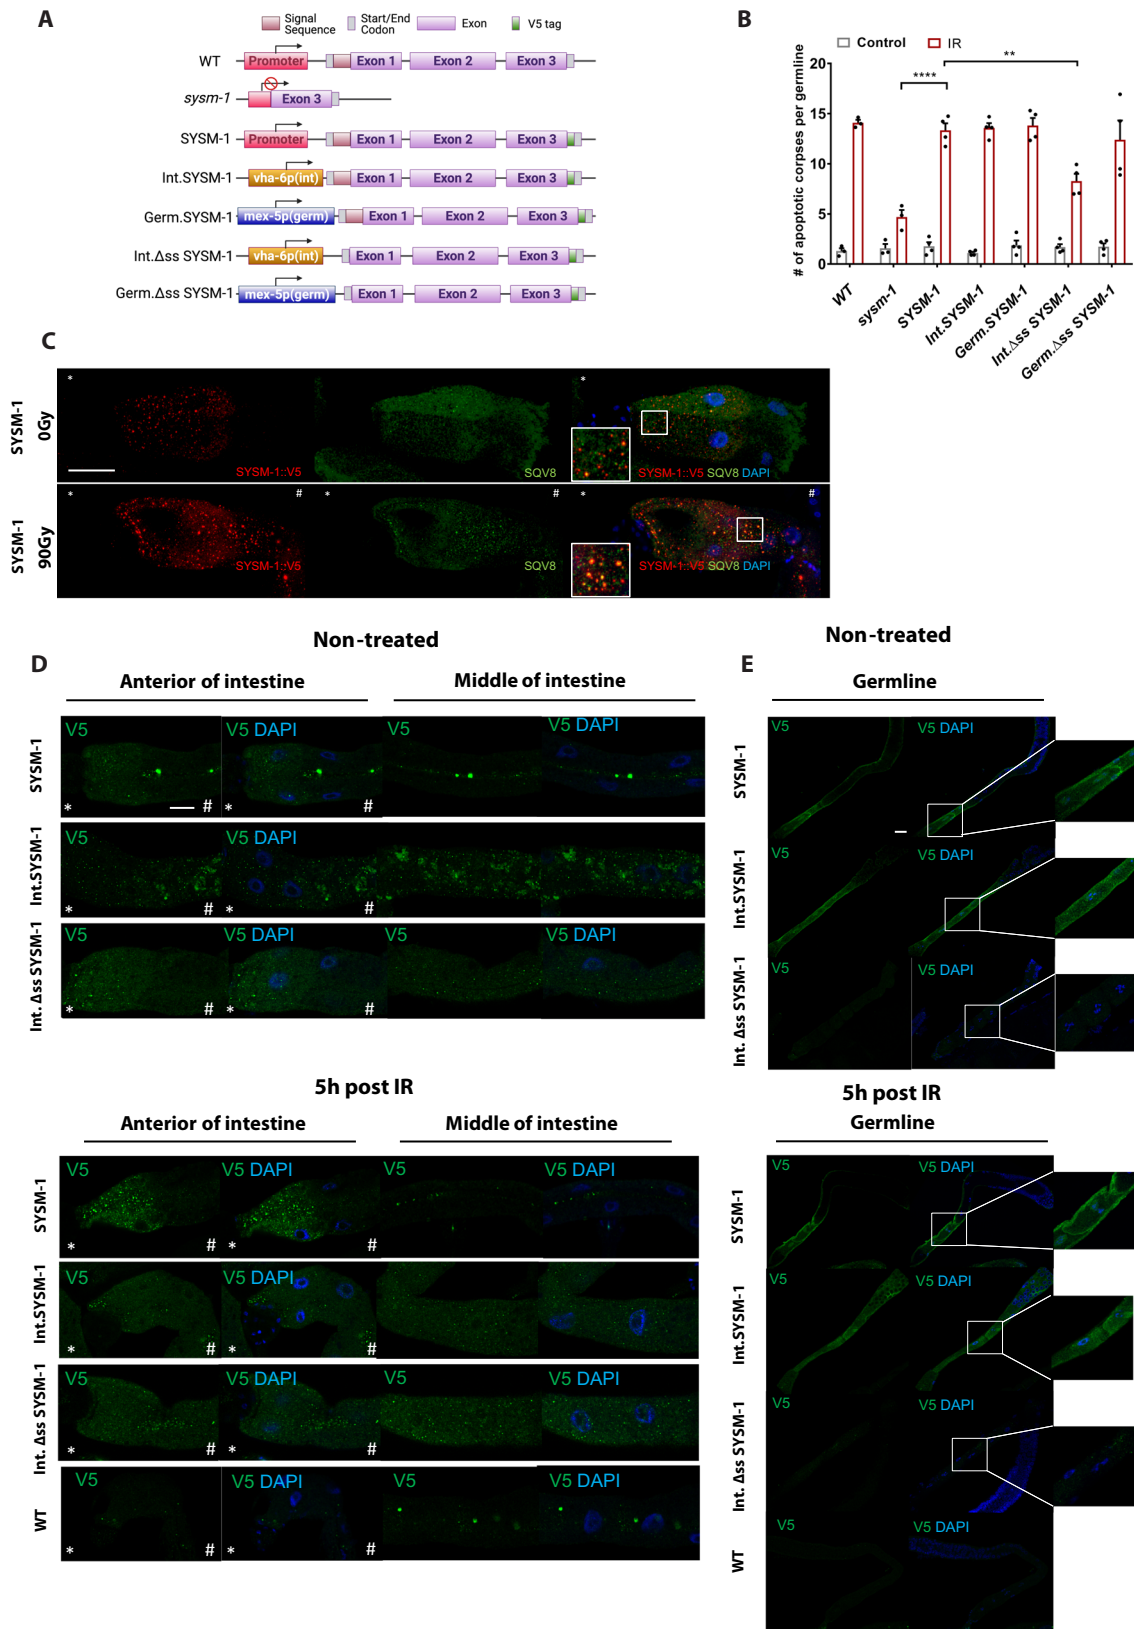 A
Signal Sequence
Start/End Codon
Exon
V5 tag
WT
Promoter
Exon 1
Exon 2
Exon 3
sysm-1
Exon 3
SYSM-1
Promoter
Exon 1
Exon 2
Exon 3
Int.SYSM-1
vha-6p(int)
Exon 1
Exon 2
Exon 3
Germ.SYSM-1
mex-5p(germ)
Exon 1
Exon 2
Exon 3
Int.Δss SYSM-1
vha-6p(int)
Exon 1
Exon 2
Exon 3
Germ.Δss SYSM-1
mex-5p(germ)
Exon 1
Exon 2
Exon 3
B
Control
IR
# of apoptotic corpses per germline
20
15
10
5
0
****
**
WT
sysm-1
SYSM-1
Int.SYSM-1
Germ.SYSM-1
Int.Δss SYSM-1
Germ.Δss SYSM-1
C
SYSM-1
0Gy
*
SYSM-1::V5
SQV8
*
SYSM-1::V5 SQV8 DAPI
SYSM-1
90Gy
*
#
SYSM-1::V5
*
#
SQV8
*
#
SYSM-1::V5 SQV8 DAPI
Non-treated
D
Anterior of intestine
Middle of intestine
SYSM-1
V5
V5 DAPI
V5
V5 DAPI
*
#
*
#
Int.SYSM-1
V5
V5 DAPI
V5
V5 DAPI
*
#
*
#
Int. Δss SYSM-1
V5
V5 DAPI
V5
V5 DAPI
*
#
*
#
5h post IR
Anterior of intestine
Middle of intestine
SYSM-1
V5
V5 DAPI
V5
V5 DAPI
*
#
*
#
Int.SYSM-1
V5
V5 DAPI
V5
V5 DAPI
*
#
*
#
Int. Δss SYSM-1
V5
V5 DAPI
V5
V5 DAPI
*
#
*
#
WT
V5
V5 DAPI
V5
V5 DAPI
*
#
*
#
Non-treated
E
Germline
SYSM-1
V5
V5 DAPI
Int.SYSM-1
V5
V5 DAPI
Int. Δss SYSM-1
V5
V5 DAPI
5h post IR
Germline
SYSM-1
V5
V5 DAPI
Int.SYSM-1
V5
V5 DAPI
Int. Δss SYSM-1
V5
V5 DAPI
WT
V5
V5 DAPI